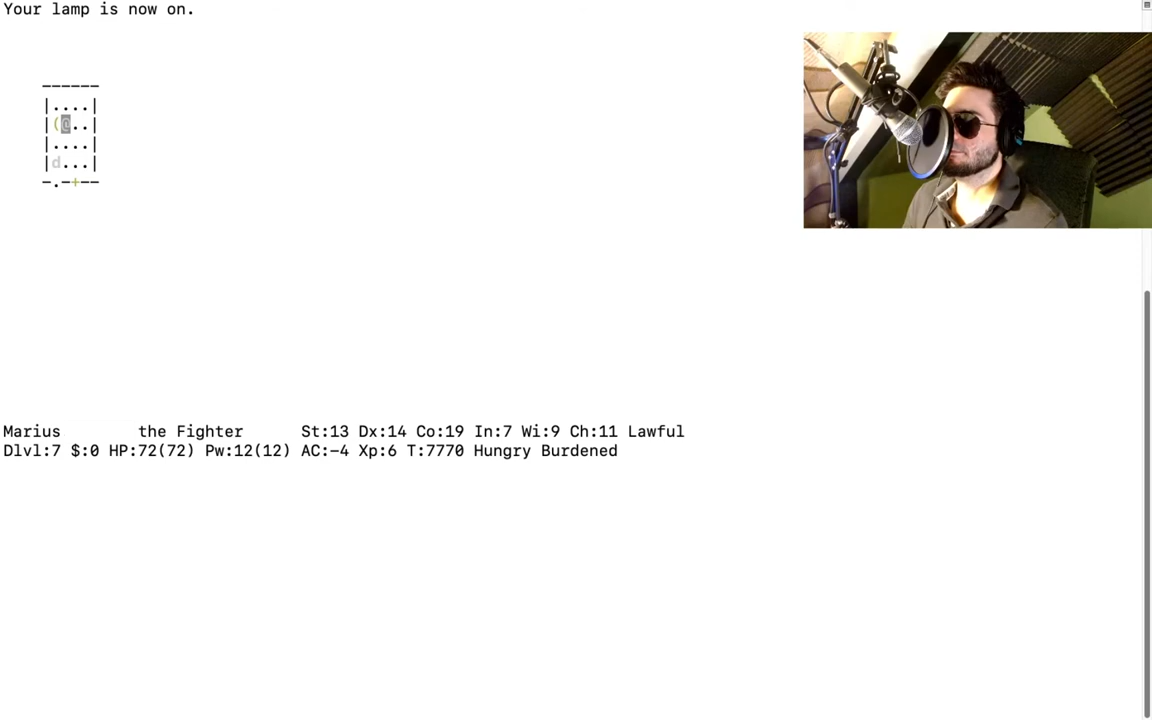 Your lamp is now on.
------
|....|
|(@..|
|....|
|d...|
-.-+--
Marius the Fighter St:13 Dx:14 Co:19 In:7 Wi:9 Ch:11 Lawful
Dlvl:7 $:0 HP:72(72) Pw:12(12) AC:-4 Xp:6 T:7770 Hungry Burdened